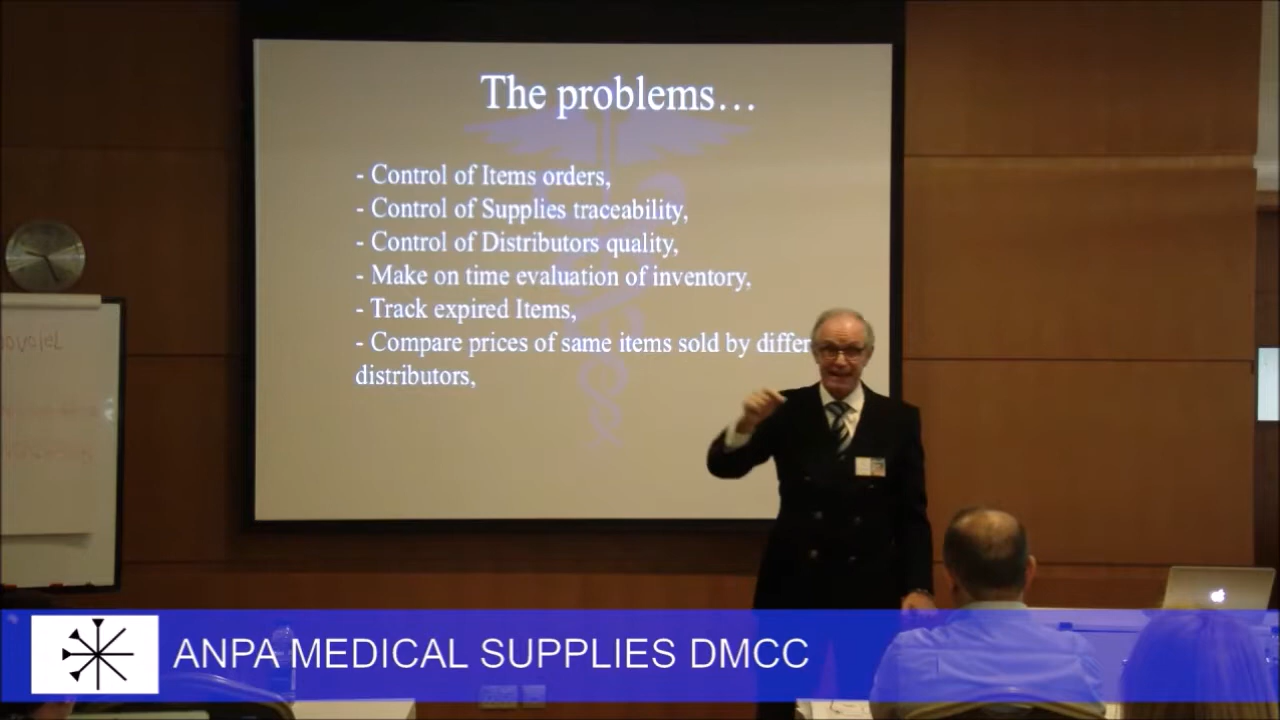 The problems…
- Control of Items orders,
- Control of Supplies traceability,
- Control of Distributors quality,
- Make on time evaluation of inventory,
- Track expired Items,
- Compare prices of same items sold by differ
distributors,
ANPA MEDICAL SUPPLIES DMCC